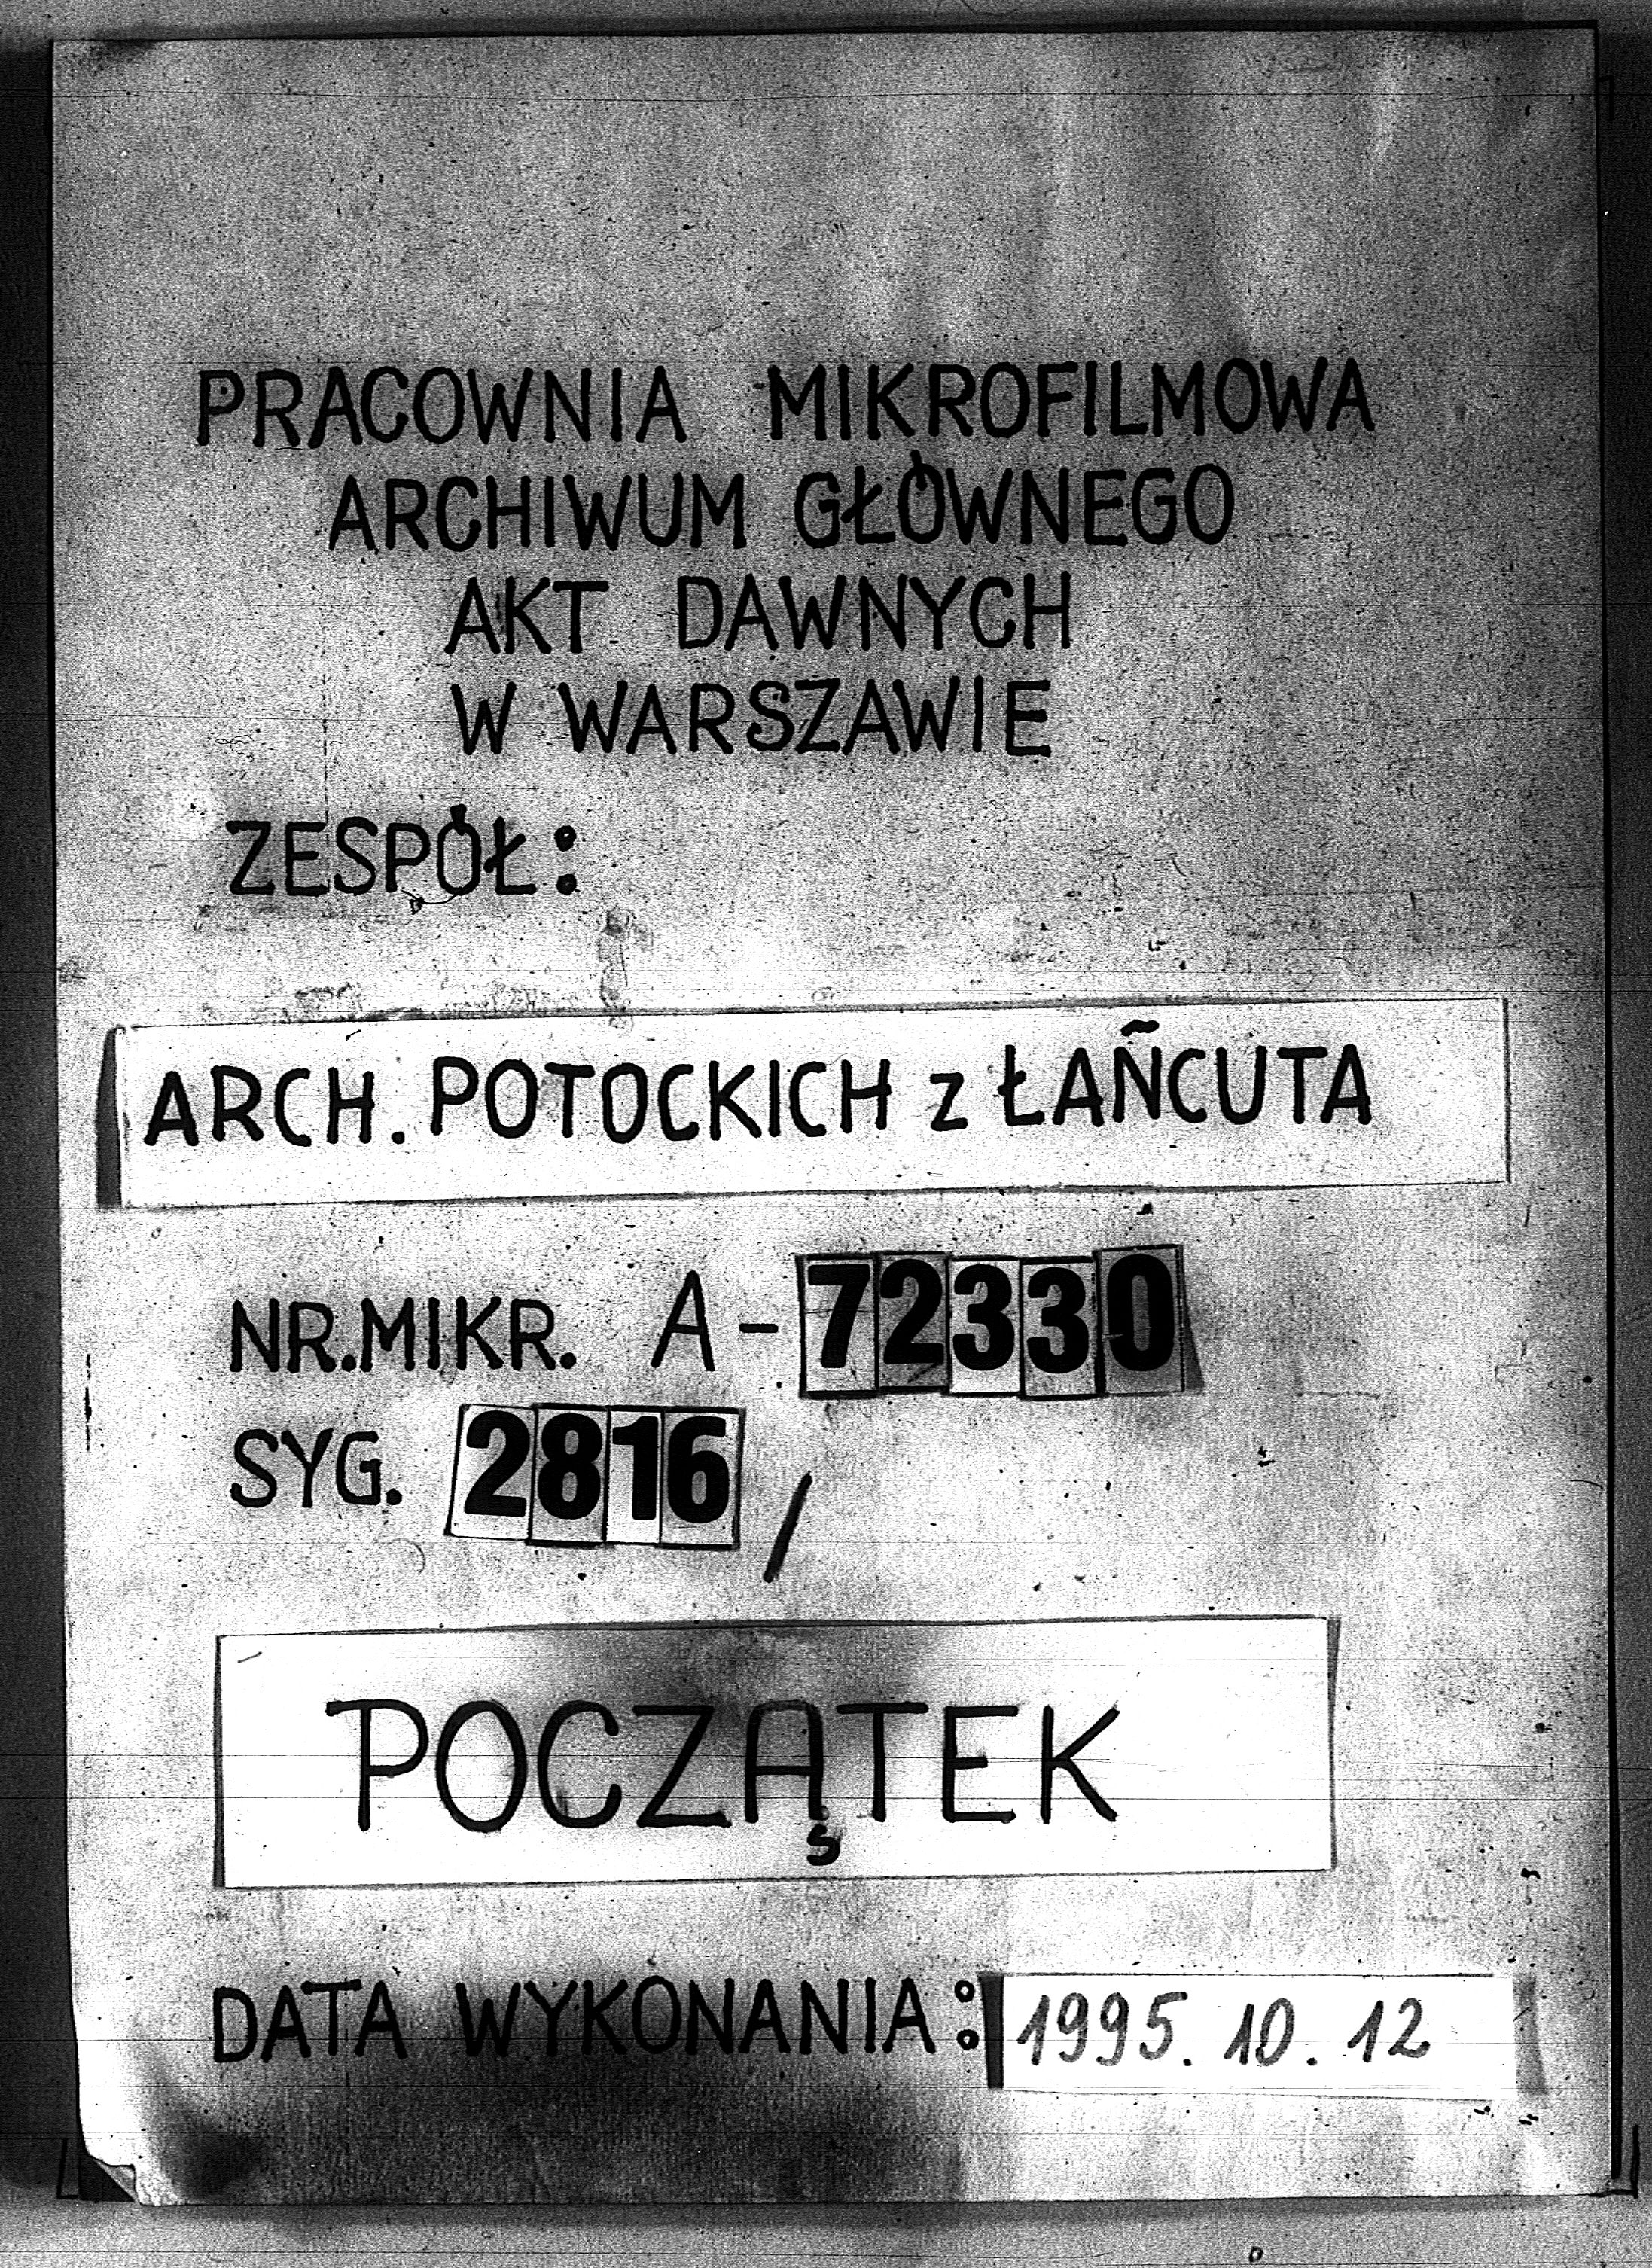 PRACOWNIA MIKROFILMOWA
ARCHIWUM GŁÓWNEGO
AKT DAWNYCH
W WARSZAWIE
ZESPÓŁ:
ARCH. POTOCKICH z ŁAŃCUTA
NR.MIKR. A-72330
SYG. 2816/
POCZĄTEK
DATA WYKONANIA: 1995.10.12